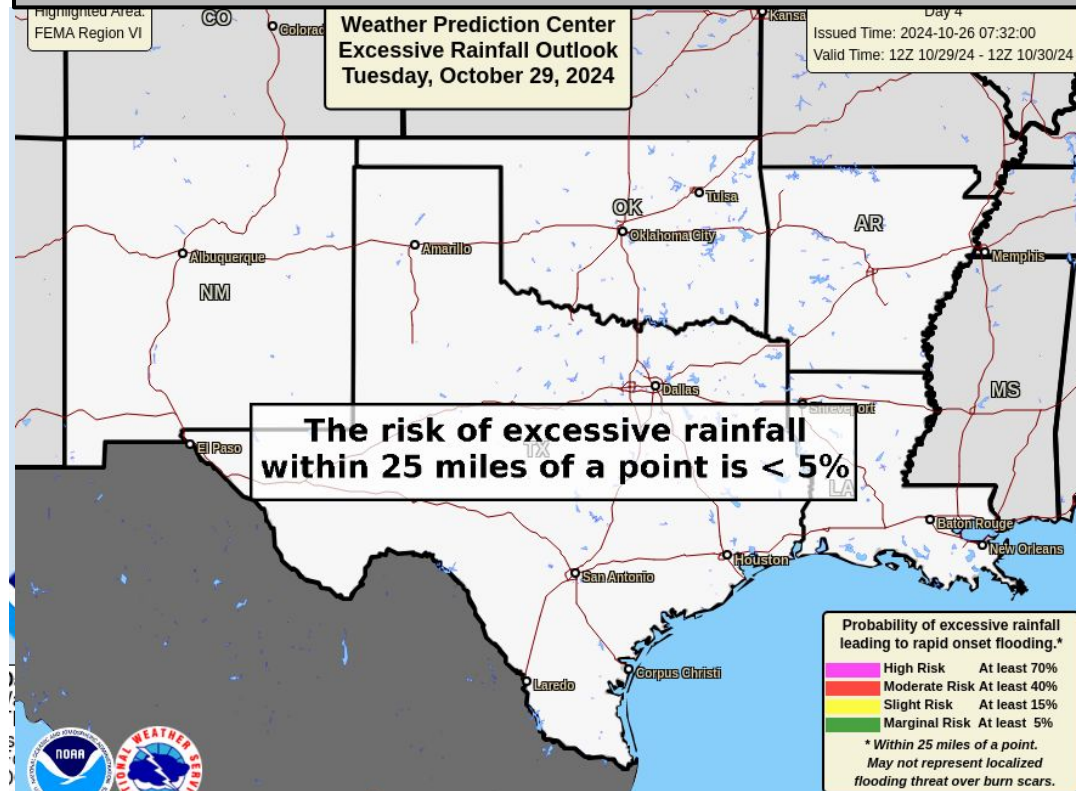 Highlighted Area:
FEMA Region VI
Weather Prediction Center
Excessive Rainfall Outlook
Tuesday, October 29, 2024
Day 4
Issued Time: 2024-10-26 07:32:00
Valid Time: 12Z 10/29/24 - 12Z 10/30/24
CO
Colorad
Kansa
OK
Tulsa
AR
Oklahoma City
Amarillo
Albuquerque
Memphis
NM
Dallas
MS
Shreveport
The risk of excessive rainfall
within 25 miles of a point is < 5%
El Paso
TX
LA
Baton Rouge
New Orleans
Houston
San Antonio
Corpus Christi
Laredo
Probability of excessive rainfall
leading to rapid onset flooding.*
High Risk At least 70%
Moderate Risk At least 40%
Slight Risk At least 15%
Marginal Risk At least 5%
* Within 25 miles of a point.
May not represent localized
flooding threat over burn scars.
NOAA
WEATHER SERV